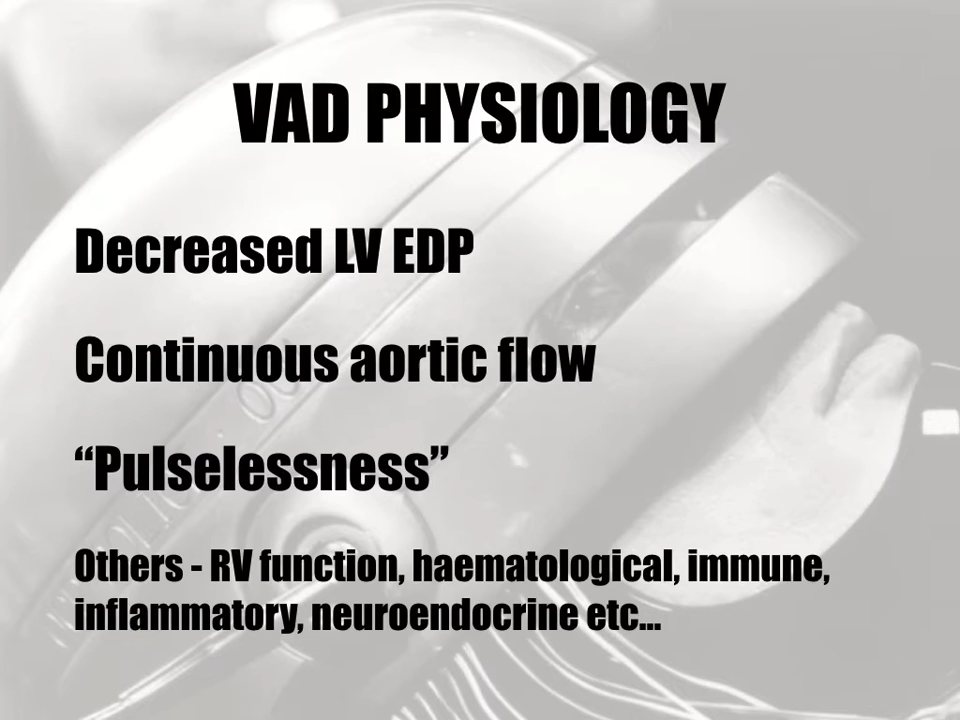 VAD PHYSIOLOGY
Decreased LV EDP
Continuous aortic flow
“Pulselessness”
Others - RV function, haematological, immune,
inflammatory, neuroendocrine etc...